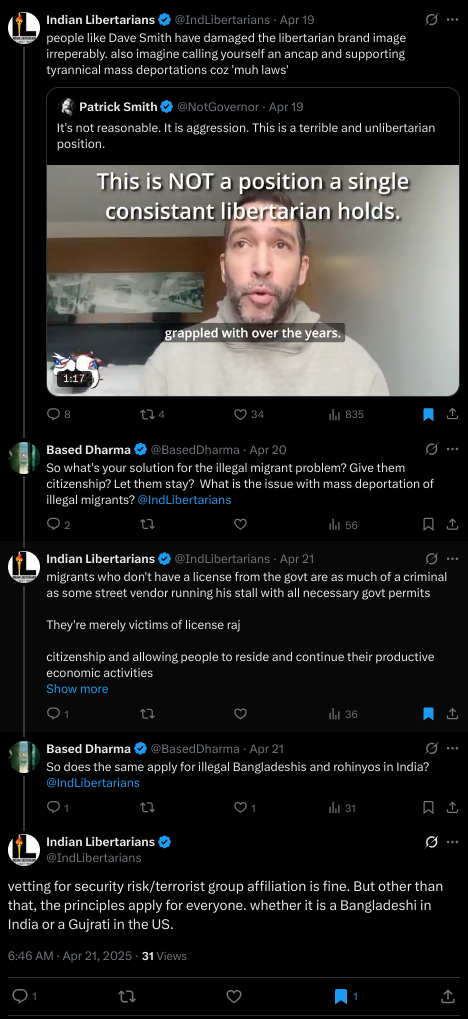 Indian Libertarians @IndLibertarians · Apr 19
people like Dave Smith have damaged the libertarian brand image
irreperably. also imagine calling yourself an ancap and supporting
tyrannical mass deportations coz 'muh laws'
Patrick Smith @NotGovernor · Apr 19
It's not reasonable. It is aggression. This is a terrible and unlibertarian
position.
This is NOT a position a single
consistant libertarian holds.
grappled with over the years.
1:17
8 4 34 835
Based Dharma @BasedDharma · Apr 20
So what's your solution for the illegal migrant problem? Give them
citizenship? Let them stay? What is the issue with mass deportation of
illegal migrants? @IndLibertarians
2 56
Indian Libertarians @IndLibertarians · Apr 21
migrants who don't have a license from the govt are as much of a criminal
as some street vendor running his stall with all necessary govt permits
They're merely victims of license raj
citizenship and allowing people to reside and continue their productive
economic activities
Show more
1 36
Based Dharma @BasedDharma · Apr 21
So does the same apply for illegal Bangladeshis and rohinyos in India?
@IndLibertarians
1 1 31
Indian Libertarians
@IndLibertarians
vetting for security risk/terrorist group affiliation is fine. But other than
that, the principles apply for everyone. whether it is a Bangladeshi in
India or a Gujrati in the US.
6:46 AM · Apr 21, 2025 · 31 Views
1 1